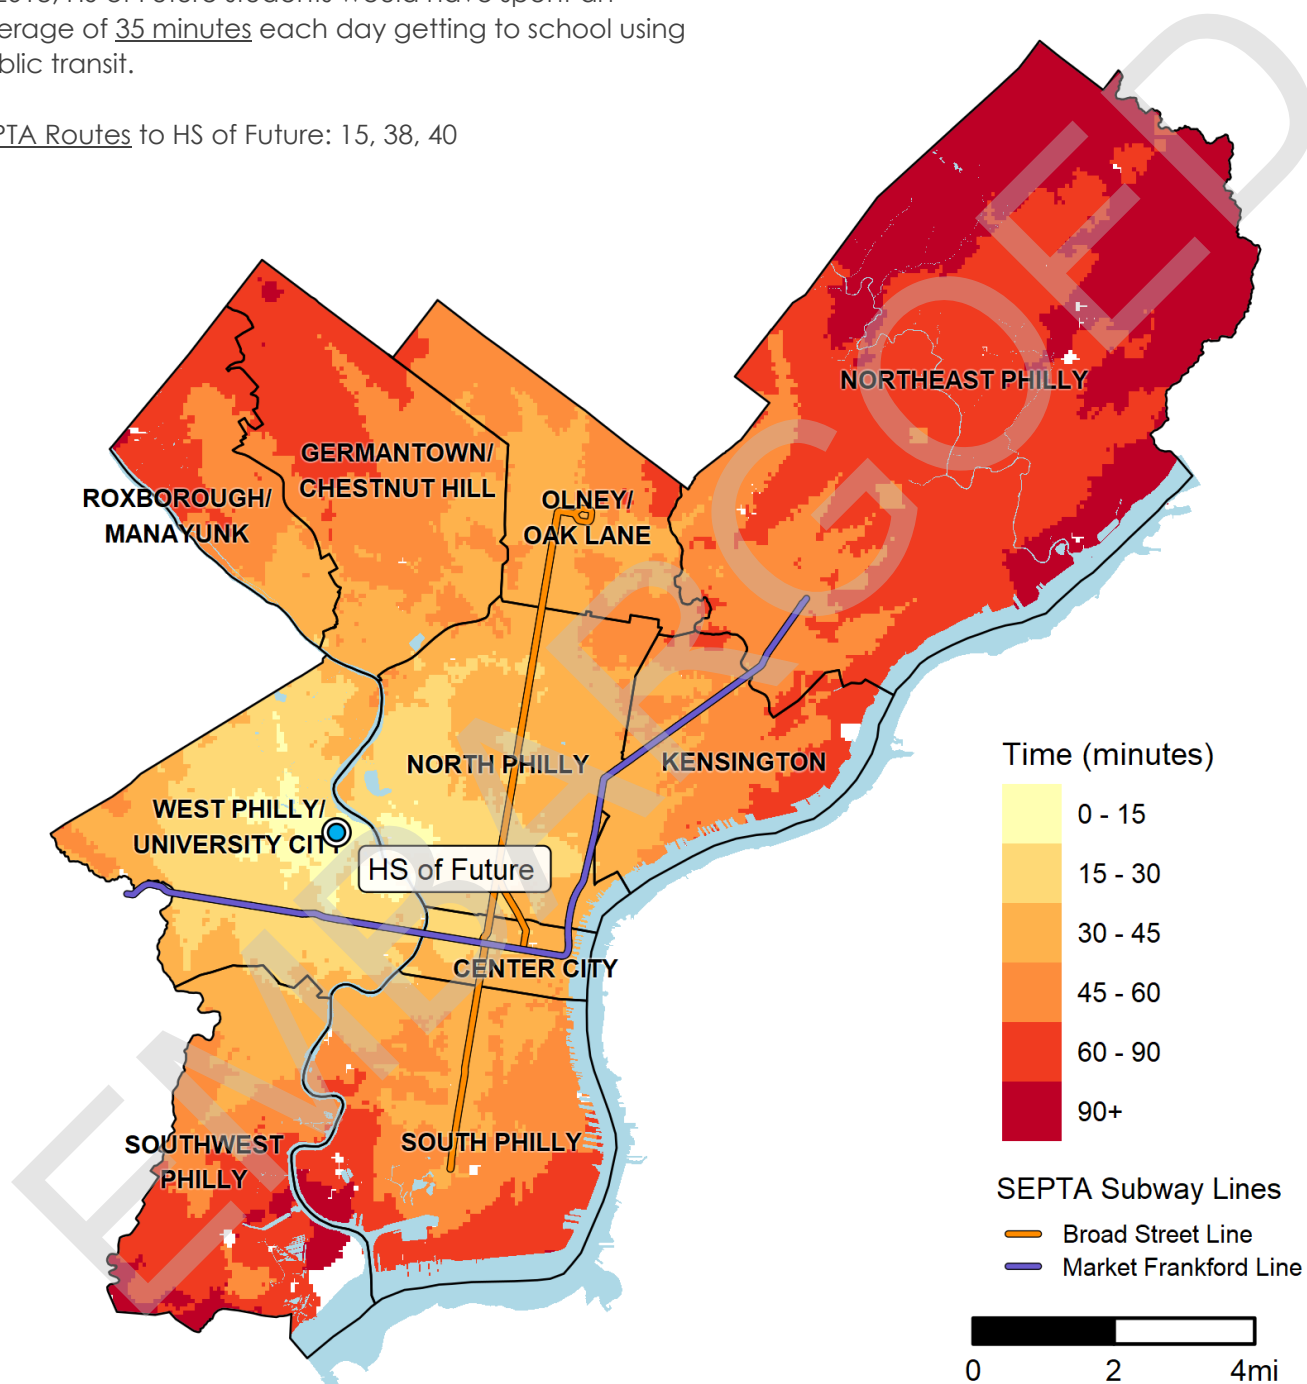 erage of 35 minutes each day getting to school using
blic transit.
PTA Routes to HS of Future: 15, 38, 40
NORTHEAST PHILLY
GERMANTOWN/
CHESTNUT HILL
ROXBOROUGH/
MANAYUNK
OLNEY/
OAK LANE
NORTH PHILLY
KENSINGTON
WEST PHILLY/
UNIVERSITY CITY
HS of Future
CENTER CITY
SOUTHWEST
PHILLY
SOUTH PHILLY
Time (minutes)
0 - 15
15 - 30
30 - 45
45 - 60
60 - 90
90+
SEPTA Subway Lines
Broad Street Line
Market Frankford Line
0 2 4mi
EMBARGOED